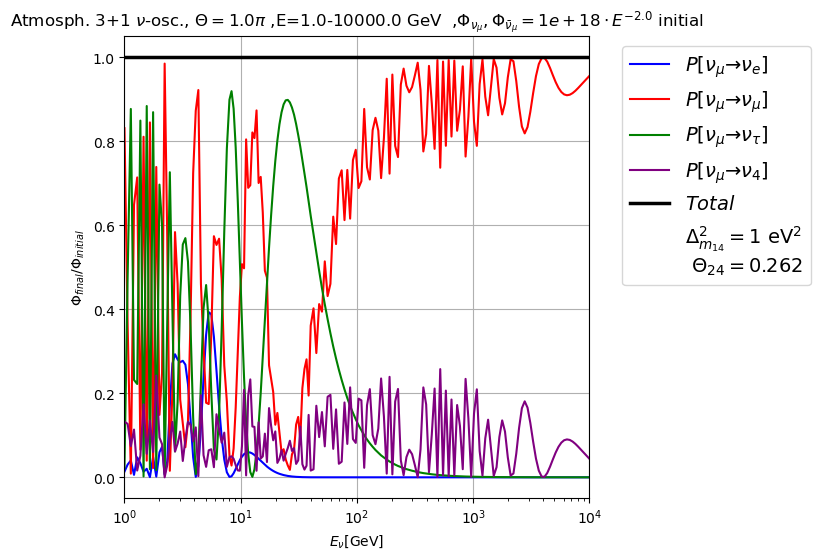 Atmosph. 3+1 ν-osc., Θ = 1.0π ,E=1.0-10000.0 GeV ,Φ_{ν_μ}, Φ_{ν̄_μ} = 1e + 18 · E^{−2.0} initial
1.0
0.8
0.6
0.4
0.2
0.0
Φ_{final}/Φ_{initial}
10^0
10^1
10^2
10^3
10^4
E_ν[GeV]
P[ν_μ→ν_e]
P[ν_μ→ν_μ]
P[ν_μ→ν_τ]
P[ν_μ→ν_4]
Total
Δ^2_{m_{14}} = 1 eV^2
Θ_{24} = 0.262